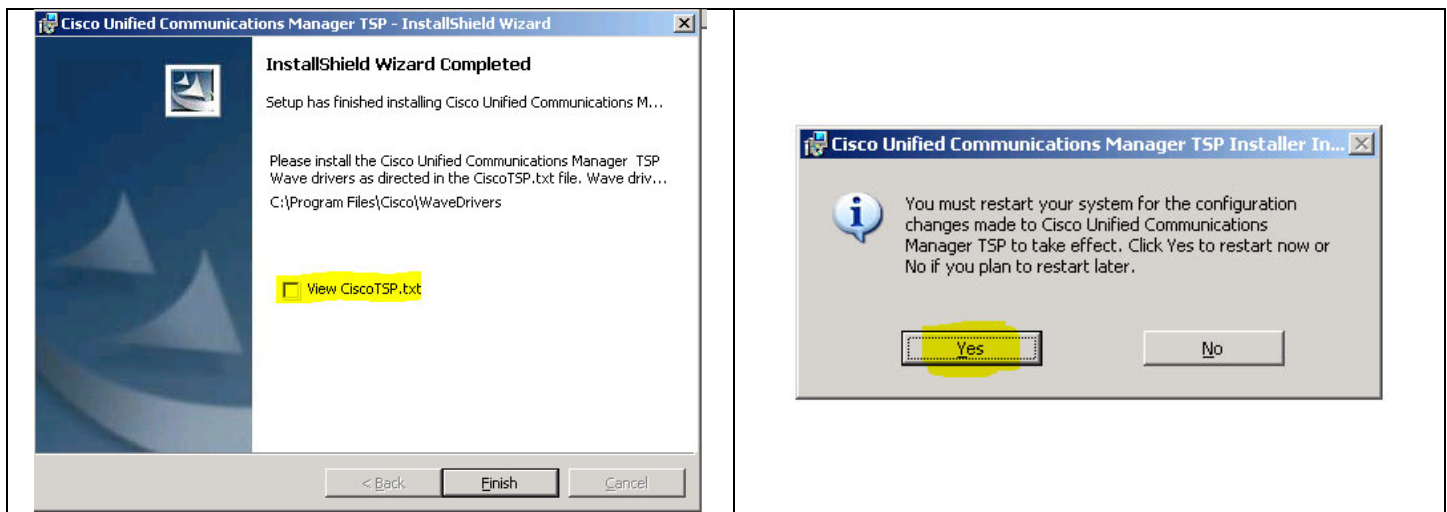 Cisco Unified Communications Manager TSP - InstallShield Wizard
InstallShield Wizard Completed
Setup has finished installing Cisco Unified Communications M...
Please install the Cisco Unified Communications Manager TSP
Wave drivers as directed in the CiscoTSP.txt file. Wave driv...
C:\Program Files\Cisco\WaveDrivers
View CiscoTSP.txt
< Back
Finish
Cancel
Cisco Unified Communications Manager TSP Installer In...
You must restart your system for the configuration
changes made to Cisco Unified Communications
Manager TSP to take effect. Click Yes to restart now or
No if you plan to restart later.
Yes
No